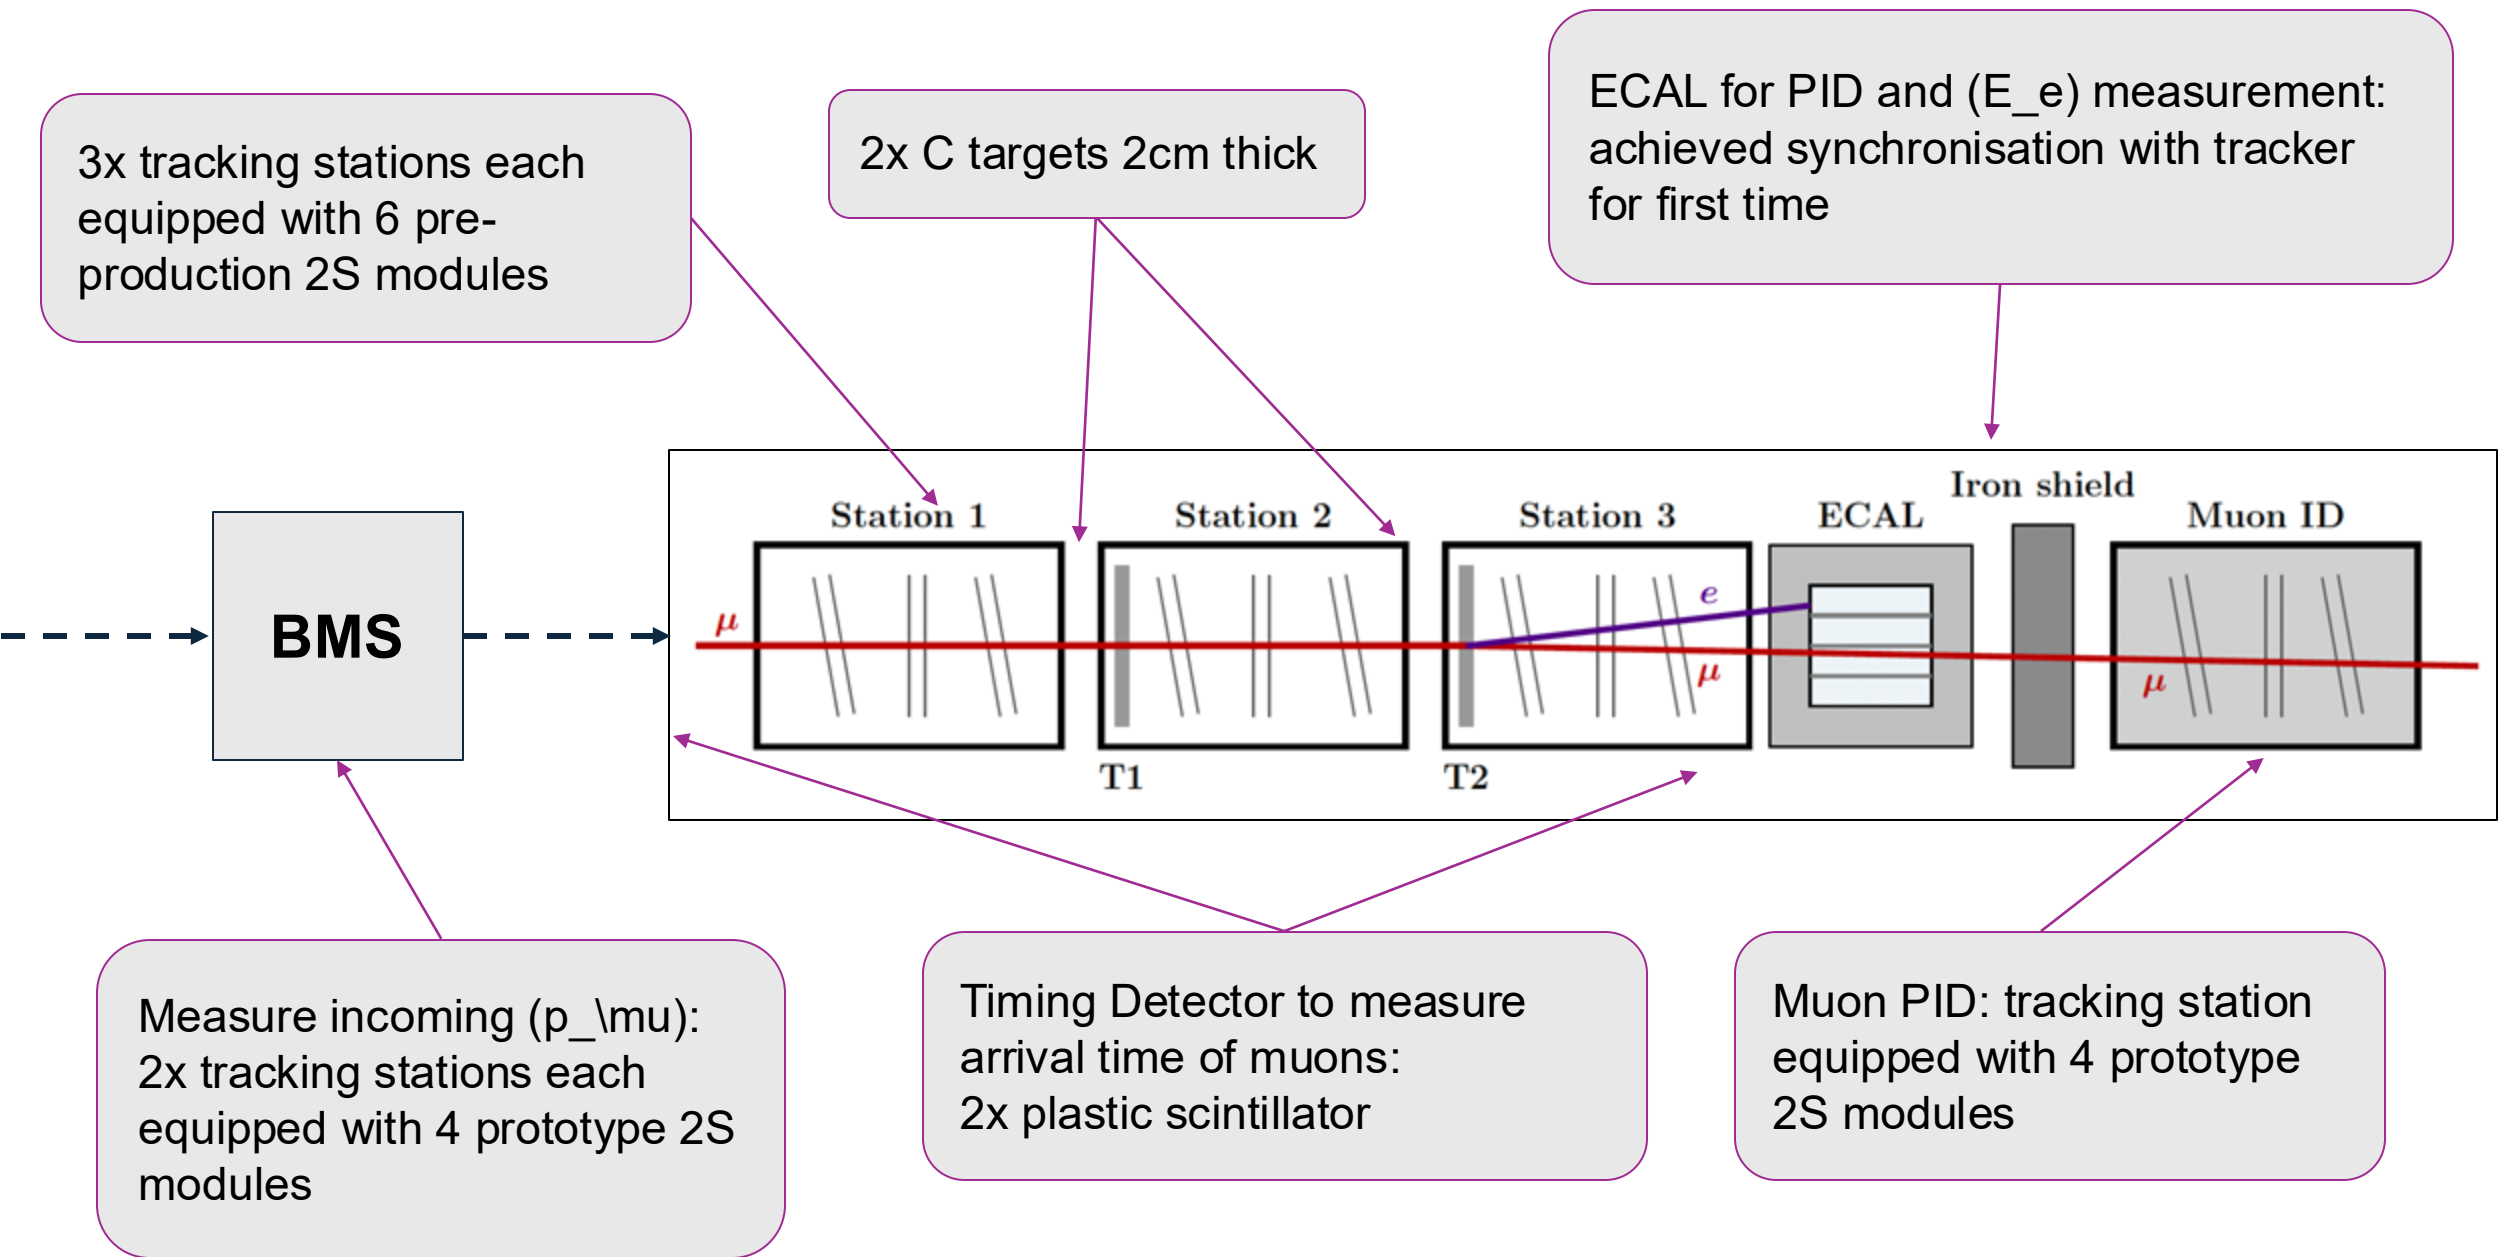 ECAL for PID and (E_e) measurement:
achieved synchronisation with tracker
for first time
3x tracking stations each
equipped with 6 pre-
production 2S modules
2x C targets 2cm thick
Iron shield
Station 1
Station 2
Station 3
ECAL
Muon ID
BMS
μ
e
μ
μ
T1
T2
Measure incoming (p_\mu):
2x tracking stations each
equipped with 4 prototype 2S
modules
Timing Detector to measure
arrival time of muons:
2x plastic scintillator
Muon PID: tracking station
equipped with 4 prototype
2S modules